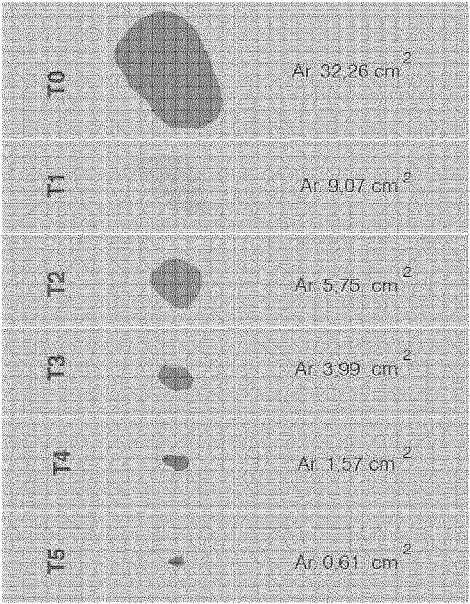 T0 Ar. 32,26 cm²
T1 Ar. 9,07 cm²
T2 Ar. 5,75 cm²
T3 Ar. 3,99 cm²
T4 Ar. 1,57 cm²
T5 Ar. 0,61 cm²